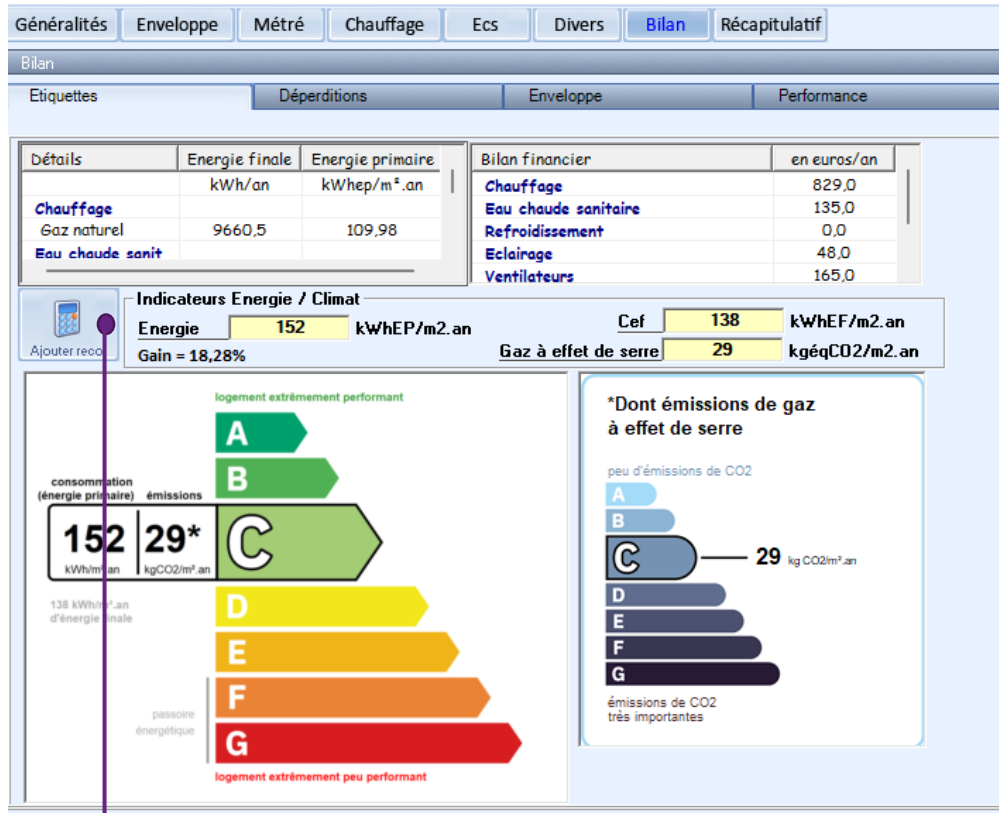 Généralités Enveloppe Métré Chauffage Ecs Divers Bilan Récapitulatif
Bilan
Etiquettes Déperditions Enveloppe Performance
Détails Energie finale Energie primaire
kWh/an kWhep/m².an
Chauffage
Gaz naturel 9660,5 109,98
Eau chaude sanit
Bilan financier en euros/an
Chauffage 829,0
Eau chaude sanitaire 135,0
Refroidissement 0,0
Eclairage 48,0
Ventilateurs 165,0
Ajouter reco
Indicateurs Energie / Climat
Energie 152 kWhEP/m2.an
Gain = 18,28%
Cef 138 kWhEF/m2.an
Gaz à effet de serre 29 kgéqCO2/m2.an
logement extrêmement performant
A
B
consommation
(énergie primaire) émissions
152 29* C
kWh/m².an kgCO2/m².an
138 kWh/m².an
d'énergie finale
D
E
F
passoire
énergétique
G
logement extrêmement peu performant
*Dont émissions de gaz
à effet de serre
peu d'émissions de CO2
A
B
C 29 kg CO2/m².an
D
E
F
G
émissions de CO2
très importantes